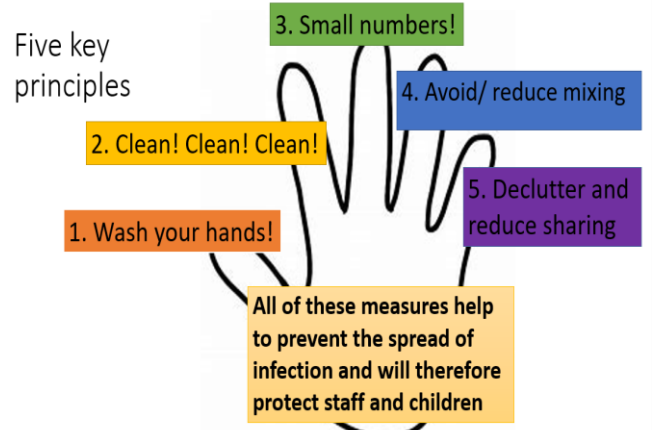 Five key
principles
3. Small numbers!
4. Avoid/ reduce mixing
2. Clean! Clean! Clean!
5. Declutter and
reduce sharing
1. Wash your hands!
All of these measures help
to prevent the spread of
infection and will therefore
protect staff and children